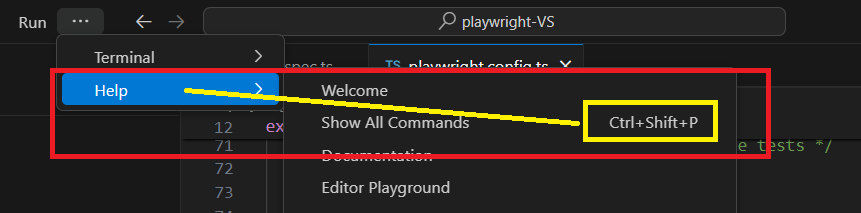 Run ··· playwright-VS
Terminal
spec.ts TS playwright.config.ts
Help
Welcome
12 ex
Show All Commands Ctrl+Shift+P
71 e tests */
72
Documentation
73
Editor Playground